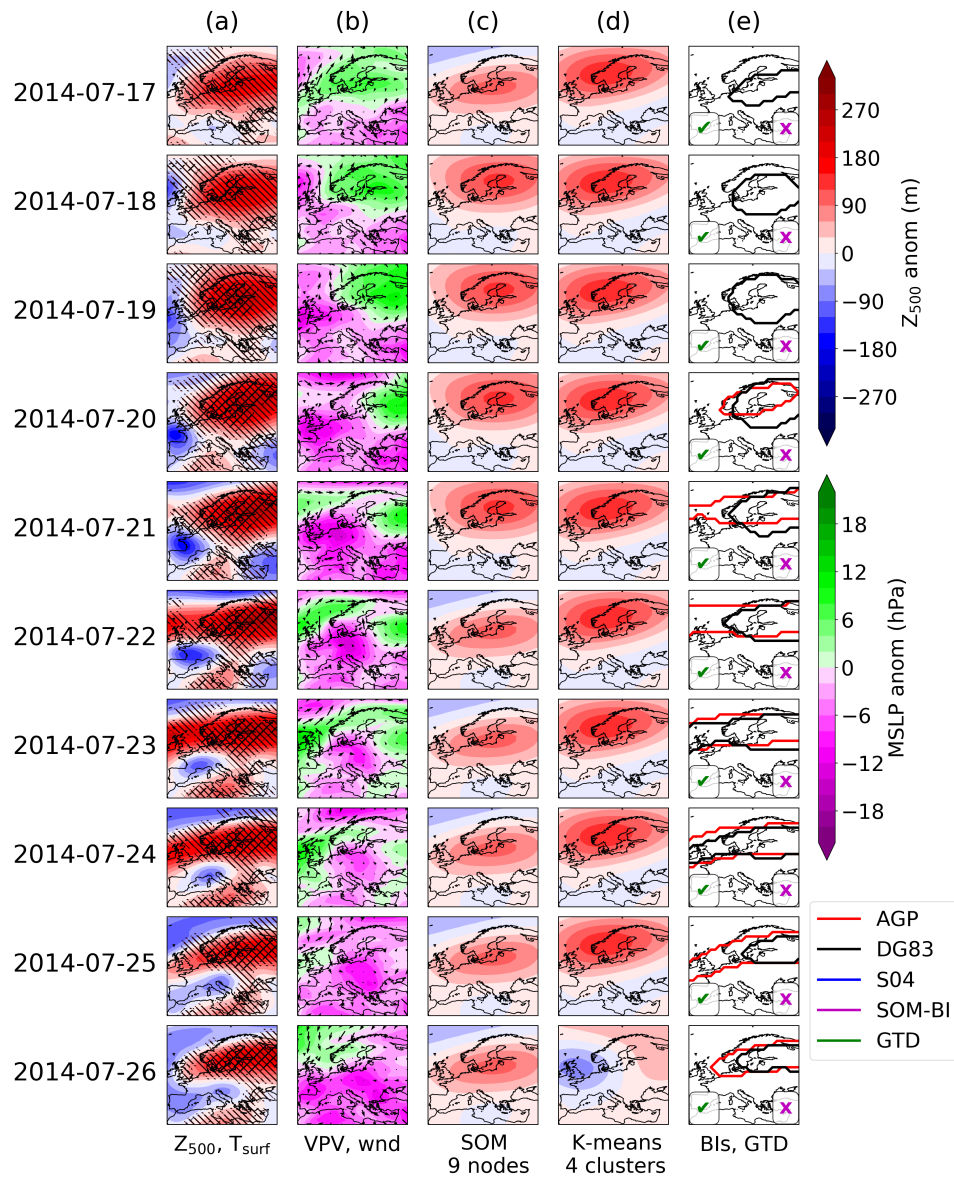 (a) (b) (c) (d) (e)
2014-07-17
2014-07-18
2014-07-19
2014-07-20
2014-07-21
2014-07-22
2014-07-23
2014-07-24
2014-07-25
2014-07-26
✔ X
✔ X
✔ X
✔ X
✔ X
✔ X
✔ X
✔ X
✔ X
✔ X
Z₅₀₀, T_surf
VPV, wnd
SOM
9 nodes
K-means
4 clusters
BIs, GTD
270
180
90
0
−90
−180
−270
Z₅₀₀ anom (m)
18
12
6
0
−6
−12
−18
MSLP anom (hPa)
AGP
DG83
S04
SOM-BI
GTD